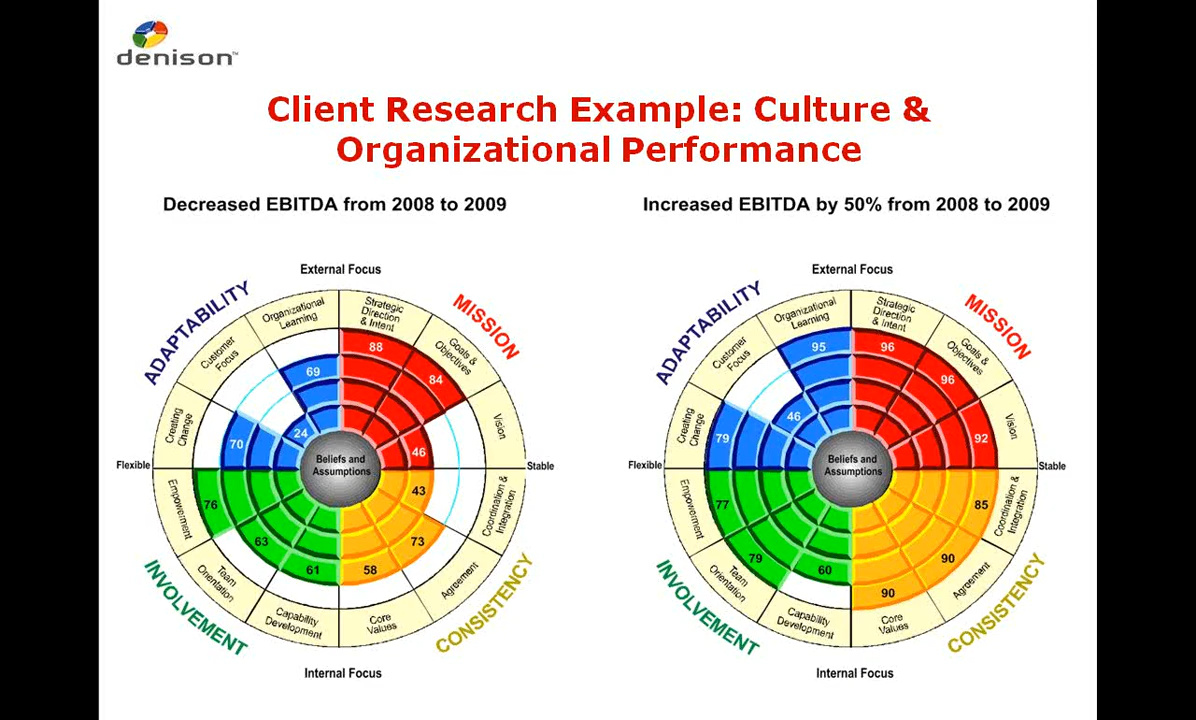 denison™
Client Research Example: Culture &
Organizational Performance
Decreased EBITDA from 2008 to 2009
External Focus
ADAPTABILITY
MISSION
Organizational
Learning
Strategic
Direction
& Intent
Customer
Focus
Goals &
Objectives
Creating
Change
Vision
88
84
69
70
24
46
Beliefs and
Assumptions
Flexible
Stable
76
43
63
73
61
58
Empowerment
Coordination &
Integration
Team
Orientation
Agreement
Capability
Development
Core
Values
INVOLVEMENT
CONSISTENCY
Internal Focus
Increased EBITDA by 50% from 2008 to 2009
External Focus
ADAPTABILITY
MISSION
Organizational
Learning
Strategic
Direction
& Intent
Customer
Focus
Goals &
Objectives
Creating
Change
Vision
95
96
96
46
79
92
Beliefs and
Assumptions
Flexible
Stable
77
85
79
90
60
90
Empowerment
Coordination &
Integration
Team
Orientation
Agreement
Capability
Development
Core
Values
INVOLVEMENT
CONSISTENCY
Internal Focus